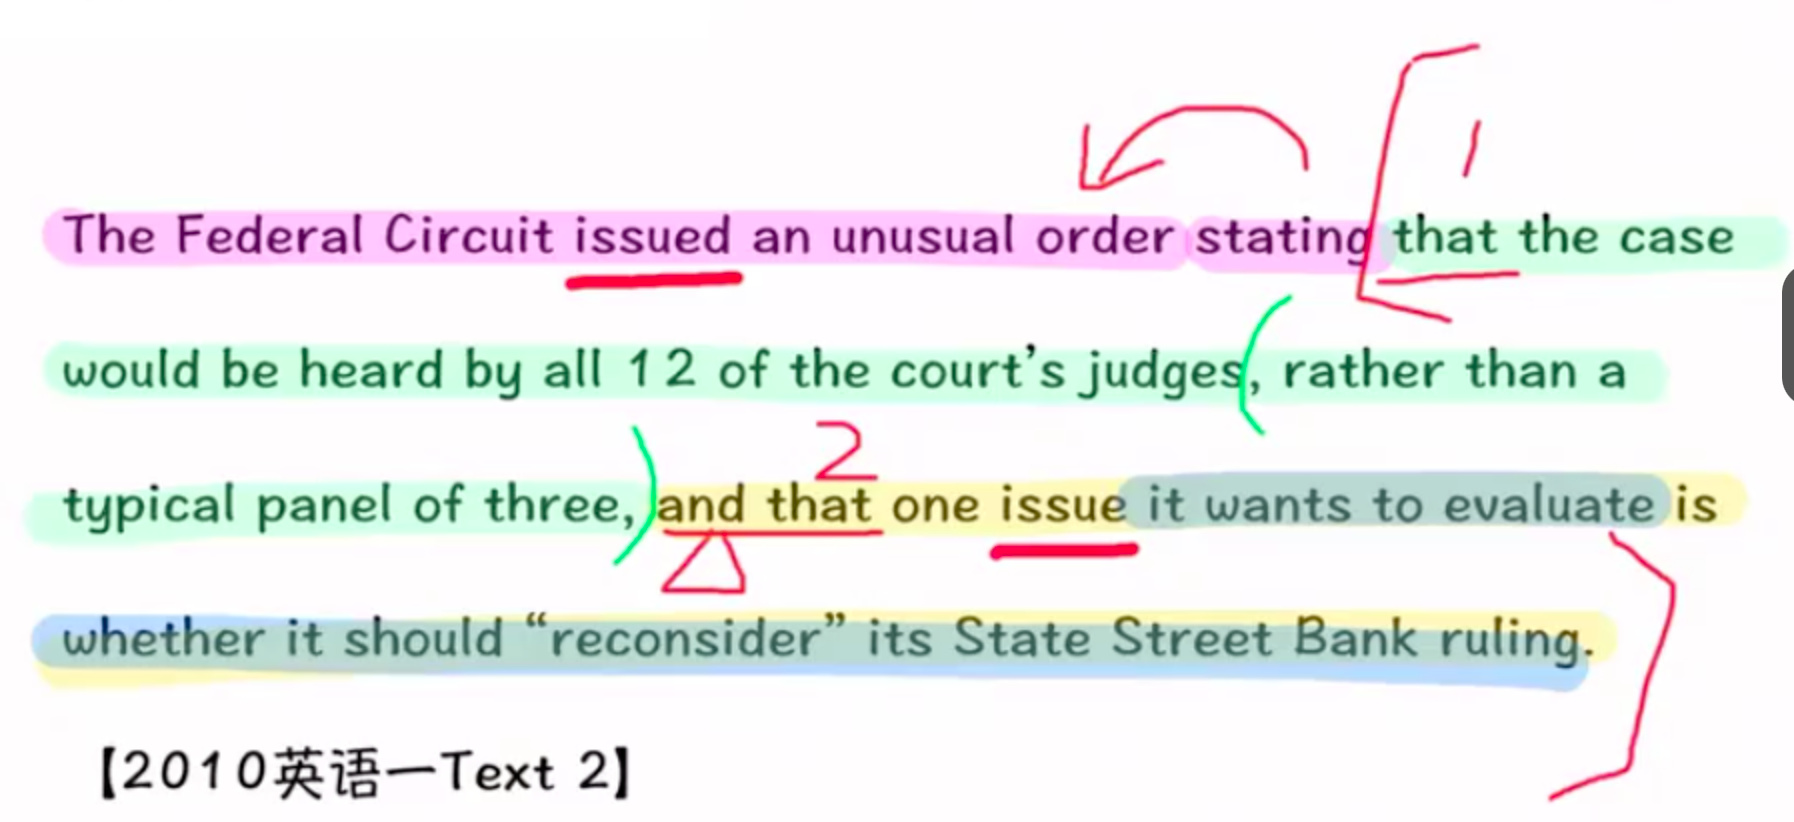 1
The Federal Circuit issued an unusual order stating that the case
would be heard by all 12 of the court’s judges, rather than a
2
typical panel of three, and that one issue it wants to evaluate is
whether it should “reconsider” its State Street Bank ruling.
【2010英语一Text 2】